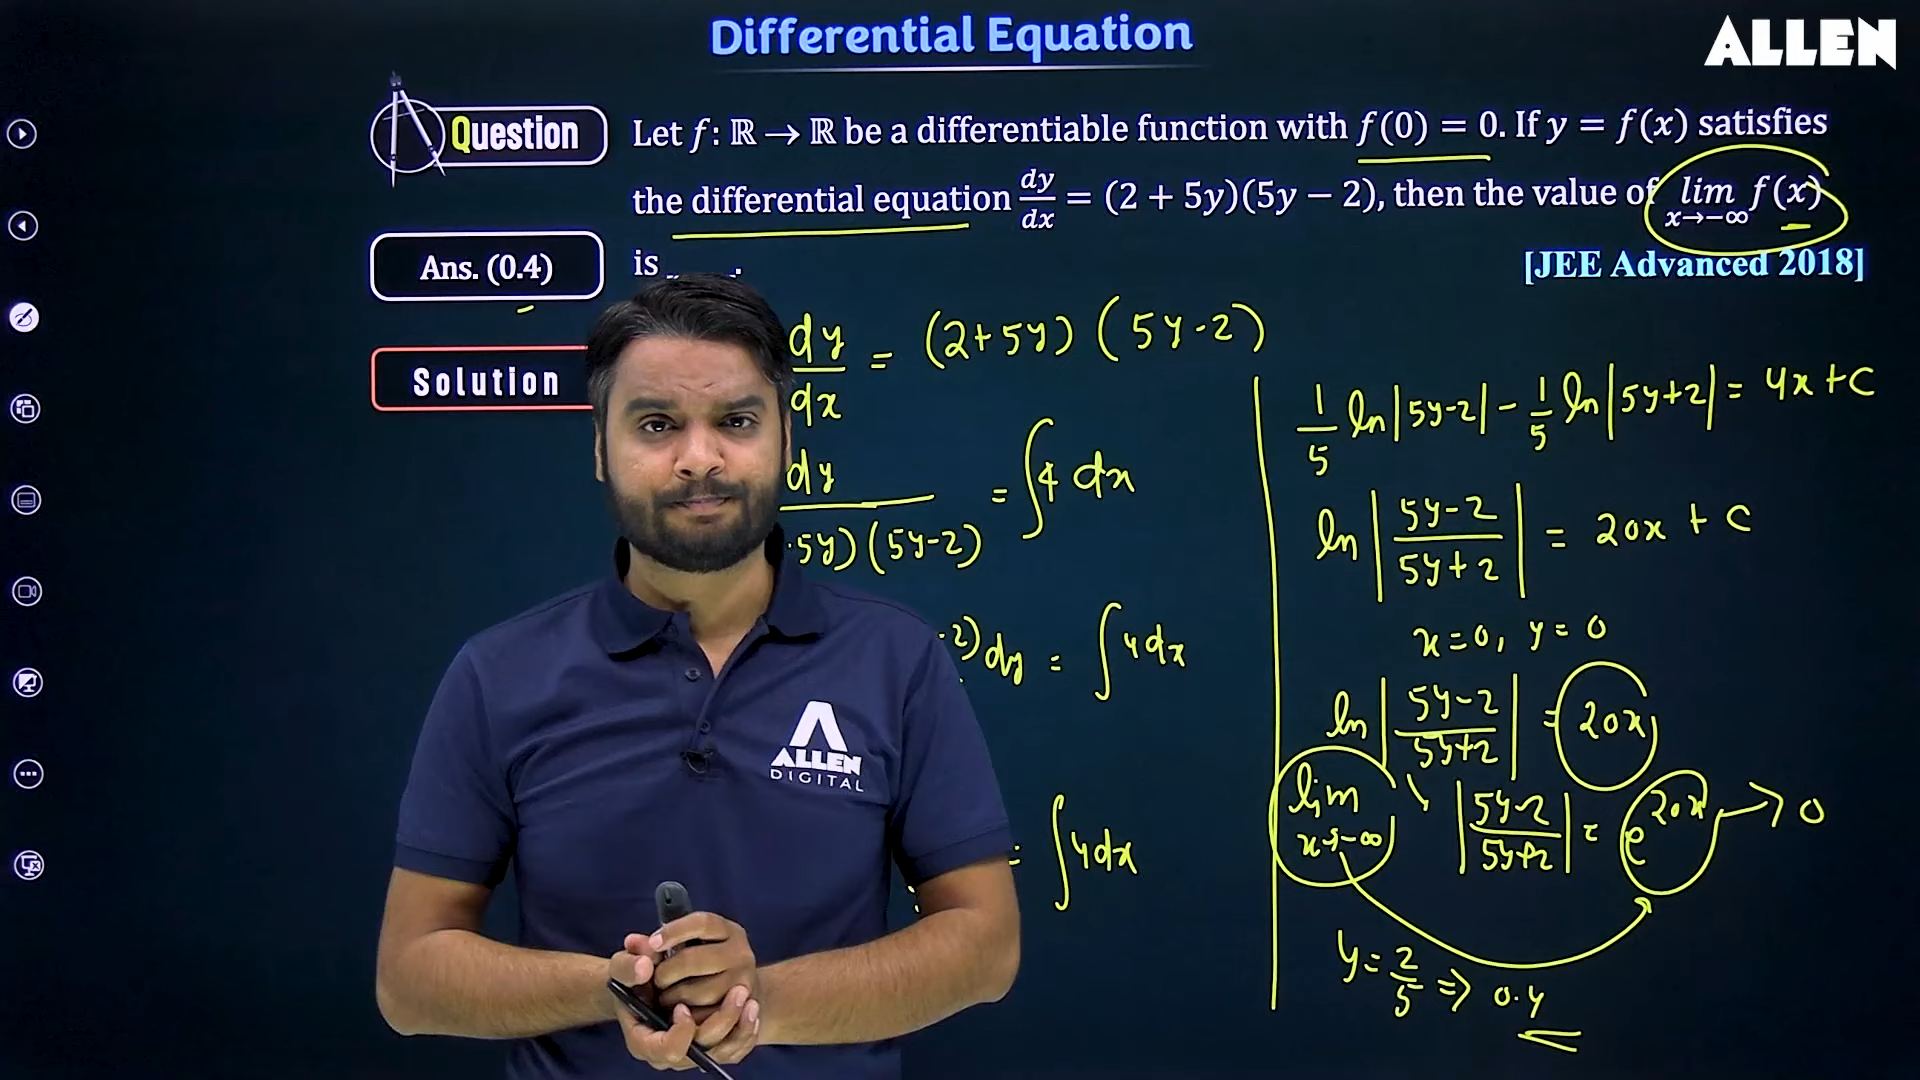 Differential Equation
ALLEN
Question
Let f: ℝ → ℝ be a differentiable function with f(0) = 0. If y = f(x) satisfies
the differential equation dy/dx = (2 + 5y)(5y − 2), then the value of lim x→−∞ f(x)
is
Ans. (0.4)
[JEE Advanced 2018]
Solution
dy/dx = (2+5y) (5y-2)
dy / 5y) (5y-2) = ∫4 dx
2) dy = ∫4dx
= ∫4dx
1/5 ln|5y-2| - 1/5 ln|5y+2| = 4x+C
ln |5y-2/5y+2| = 20x + C
x=0, y=0
ln |5y-2/5y+2| = 20x
lim x→-∞ |5y-2/5y+2| = e^20x → 0
y = 2/5 ⇒ 0.4
ALLEN
DIGITAL